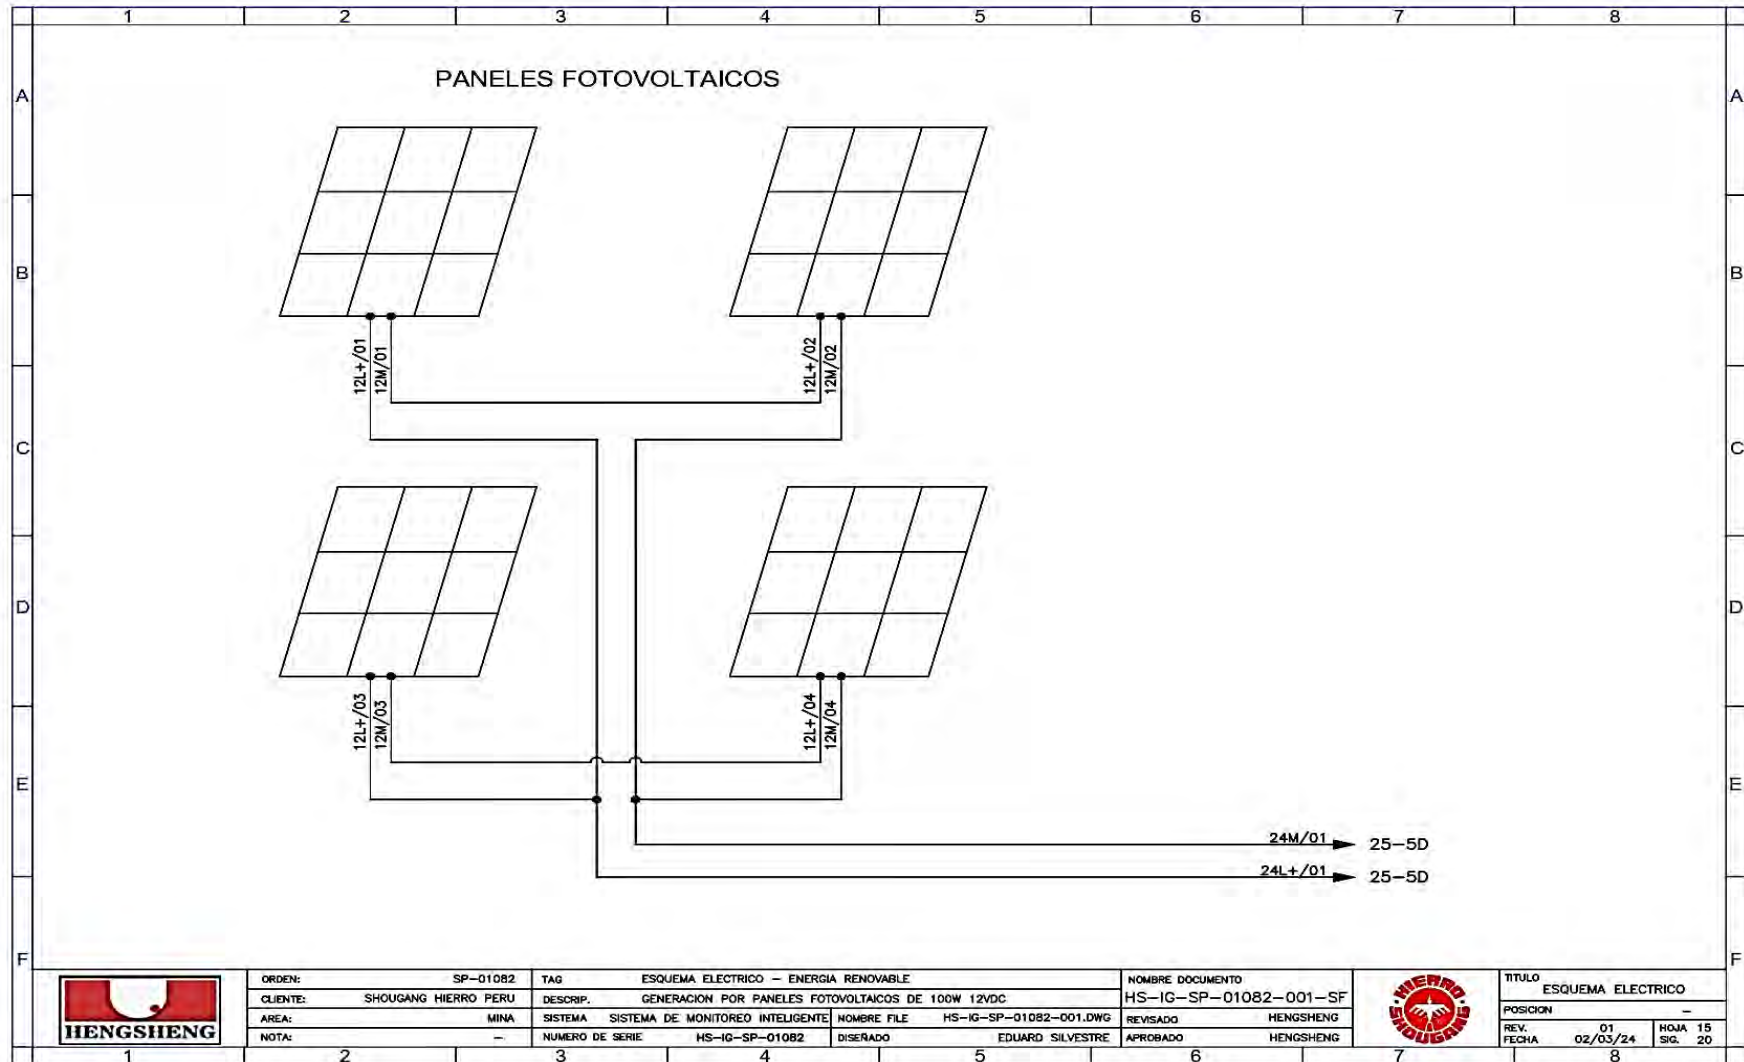 1 2 3 4 5 6 7 8
PANELES FOTOVOLTAICOS
A A
B B
12L+/01 12M/01 12L+/02 12M/02
C C
D D
12L+/03 12M/03 12L+/04 12M/04
E E
24M/01 25-5D
24L+/01 25-5D
F F
HENGSHENG
ORDEN: SP-01082
CLIENTE: SHOUGANG HIERRO PERU
AREA: MINA
NOTA: -
TAG ESQUEMA ELECTRICO - ENERGIA RENOVABLE
DESCRIP. GENERACION POR PANELES FOTOVOLTAICOS DE 100W 12VDC
SISTEMA SISTEMA DE MONITOREO INTELIGENTE NOMBRE FILE HS-IG-SP-01082-001.DWG
NUMERO DE SERIE HS-IG-SP-01082 DISEÑADO EDUARD SILVESTRE
NOMBRE DOCUMENTO
HS-IG-SP-01082-001-SF
REVISADO HENGSHENG
APROBADO HENGSHENG
HIERRO
SHOUGANG
TITULO
ESQUEMA ELECTRICO
POSICION -
REV. 01 HOJA 15
FECHA 02/03/24 SIG. 20
1 2 3 4 5 6 7 8